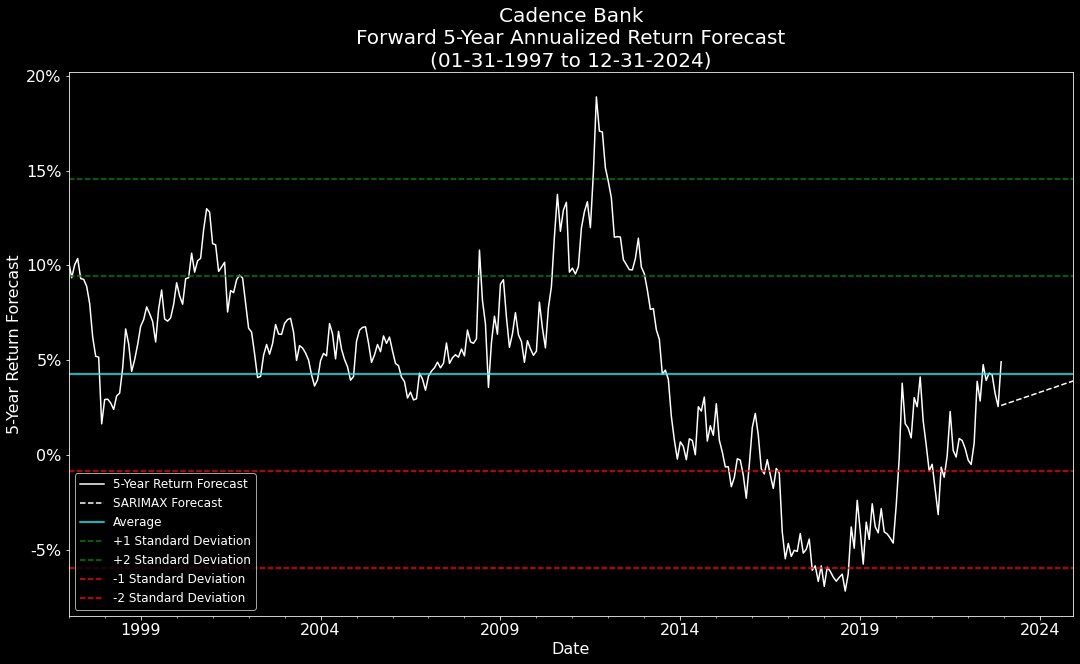 Cadence Bank
Forward 5-Year Annualized Return Forecast
(01-31-1997 to 12-31-2024)
20%
15%
10%
5%
0%
-5%
5-Year Return Forecast
5-Year Return Forecast
SARIMAX Forecast
Average
+1 Standard Deviation
+2 Standard Deviation
-1 Standard Deviation
-2 Standard Deviation
1999 2004 2009 2014 2019 2024
Date